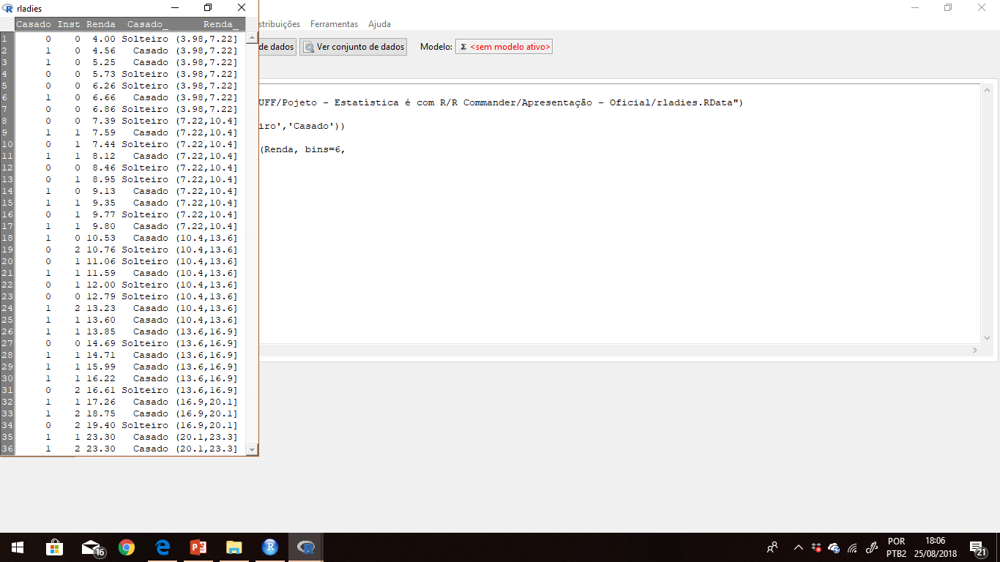 rladies
Casado Inst Renda Casado_ Renda_
1 0 0 4.00 Solteiro (3.98,7.22]
2 1 0 4.56 Casado (3.98,7.22]
3 1 0 5.25 Casado (3.98,7.22]
4 0 0 5.73 Solteiro (3.98,7.22]
5 0 0 6.26 Solteiro (3.98,7.22]
6 1 0 6.66 Casado (3.98,7.22]
7 0 0 6.86 Solteiro (3.98,7.22]
8 0 0 7.39 Solteiro (7.22,10.4]
9 1 1 7.59 Casado (7.22,10.4]
10 0 1 7.44 Solteiro (7.22,10.4]
11 1 1 8.12 Casado (7.22,10.4]
12 0 0 8.46 Solteiro (7.22,10.4]
13 0 1 8.95 Solteiro (7.22,10.4]
14 1 0 9.13 Casado (7.22,10.4]
15 1 1 9.35 Casado (7.22,10.4]
16 0 1 9.77 Solteiro (7.22,10.4]
17 1 1 9.80 Casado (7.22,10.4]
18 1 0 10.53 Casado (10.4,13.6]
19 0 2 10.76 Solteiro (10.4,13.6]
20 0 1 11.06 Solteiro (10.4,13.6]
21 1 1 11.59 Casado (10.4,13.6]
22 0 1 12.00 Solteiro (10.4,13.6]
23 0 0 12.79 Solteiro (10.4,13.6]
24 1 2 13.23 Casado (10.4,13.6]
25 1 1 13.60 Casado (10.4,13.6]
26 1 1 13.85 Casado (13.6,16.9]
27 0 0 14.69 Solteiro (13.6,16.9]
28 1 1 14.71 Casado (13.6,16.9]
29 1 1 15.99 Casado (13.6,16.9]
30 1 1 16.22 Casado (13.6,16.9]
31 0 2 16.61 Solteiro (13.6,16.9]
32 1 1 17.26 Casado (16.9,20.1]
33 1 2 18.75 Casado (16.9,20.1]
34 0 2 19.40 Solteiro (16.9,20.1]
35 1 1 23.30 Casado (20.1,23.3]
36 1 2 23.30 Casado (20.1,23.3]
stribuições Ferramentas Ajuda
de dados Ver conjunto de dados Modelo: Σ <sem modelo ativo>
UFF/Pojeto - Estatística é com R/R Commander/Apresentação - Oficial/rladies.RData")
iro','Casado'))
(Renda, bins=6,
16
POR 18:06
PTB2 25/08/2018
21